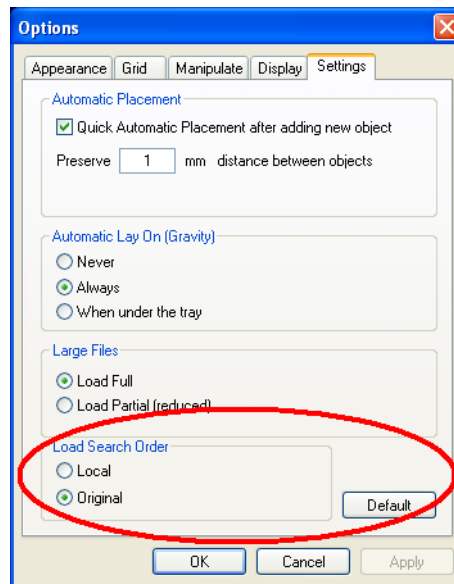 Options
Appearance Grid Manipulate Display Settings
Automatic Placement
Quick Automatic Placement after adding new object
Preserve 1 mm distance between objects
Automatic Lay On (Gravity)
Never
Always
When under the tray
Large Files
Load Full
Load Partial (reduced)
Load Search Order
Local
Original
Default
OK Cancel Apply